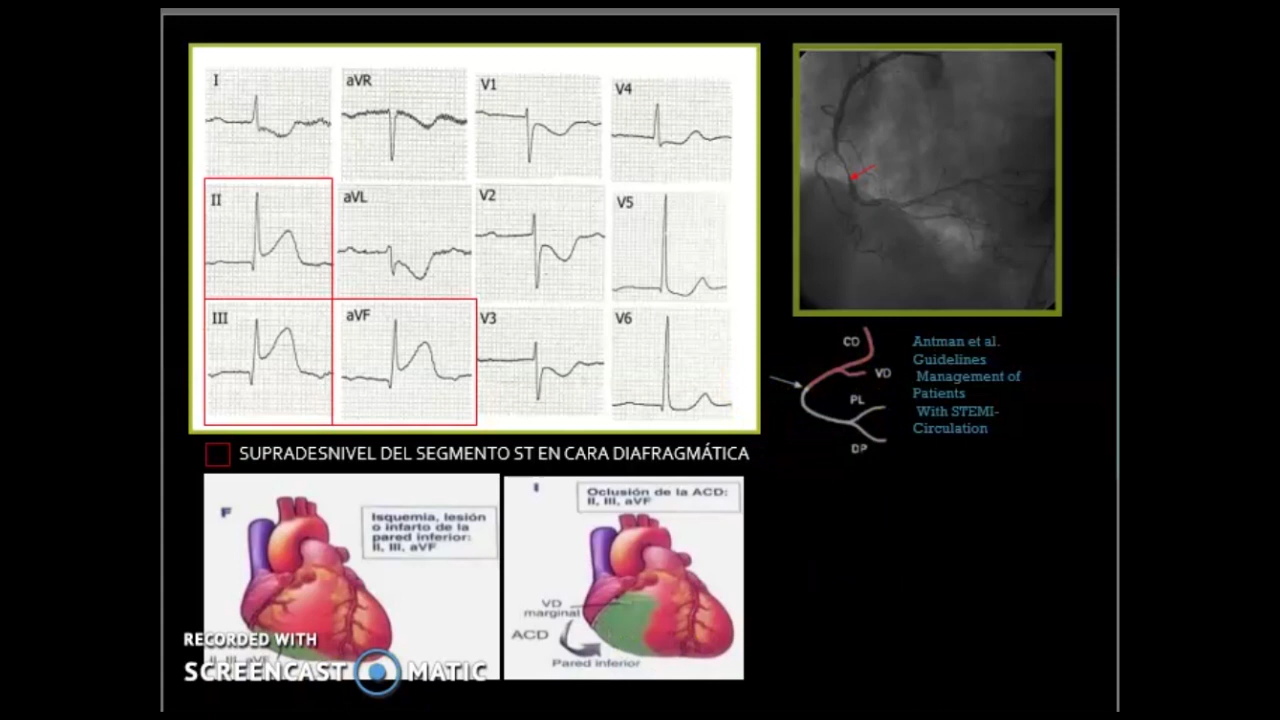 I
aVR
V1
V4
II
aVL
V2
V5
III
aVF
V3
V6
SUPRADESNIVEL DEL SEGMENTO ST EN CARA DIAFRAGMÁTICA
CD
VD
PL
DP
Antman et al.
Guidelines
Management of
Patients
With STEMI-
Circulation
F
Isquemia, lesión
o infarto de la
pared inferior:
II, III, aVF
II, III, aVF
I
Oclusión de la ACD:
II, III, aVF
VD
marginal
ACD
Pared inferior
RECORDED WITH
SCREENCAST MATIC